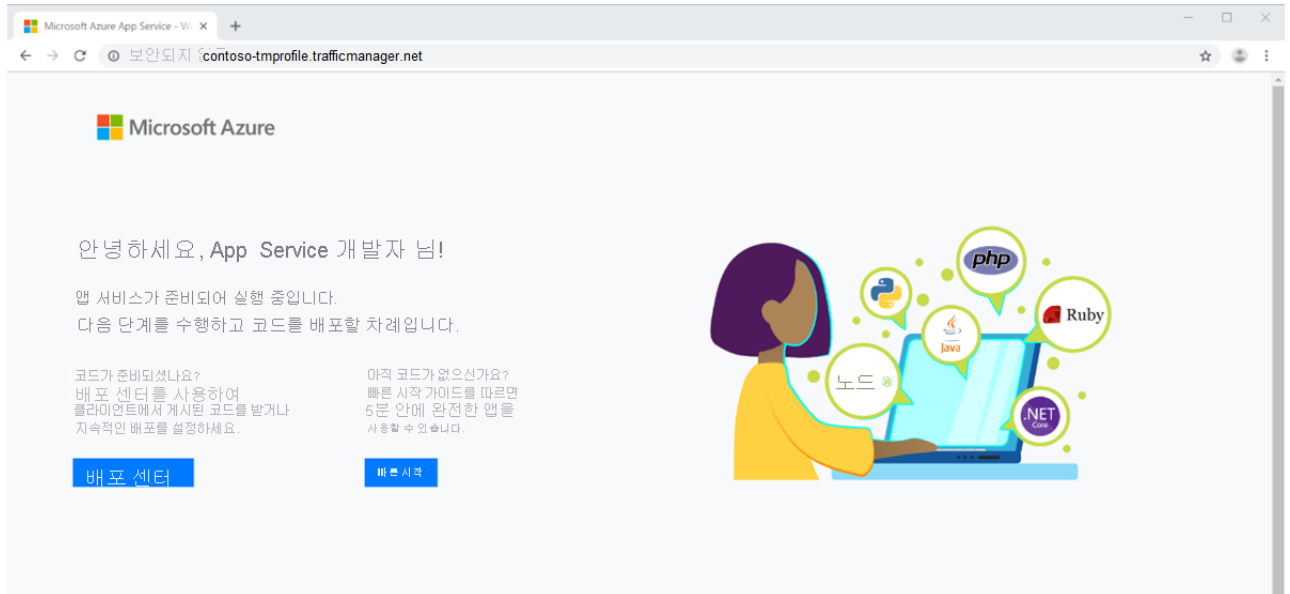 Microsoft Azure App Service - W
보안되지 contoso-tmprofile.trafficmanager.net
Microsoft Azure
안녕하세요, App Service 개발자 님!
앱 서비스가 준비되어 실행 중입니다.
다음 단계를 수행하고 코드를 배포할 차례입니다.
코드가 준비되셨나요?
배포 센터를 사용하여
클라이언트에서 게시된 코드를 받거나
지속적인 배포를 설정하세요.
배포 센터
아직 코드가 없으신가요?
빠른 시작 가이드를 따르면
5분 안에 완전한 앱을
사용할 수 있습니다.
빠른 시작
php
Ruby
Java
노드
.NET
Core